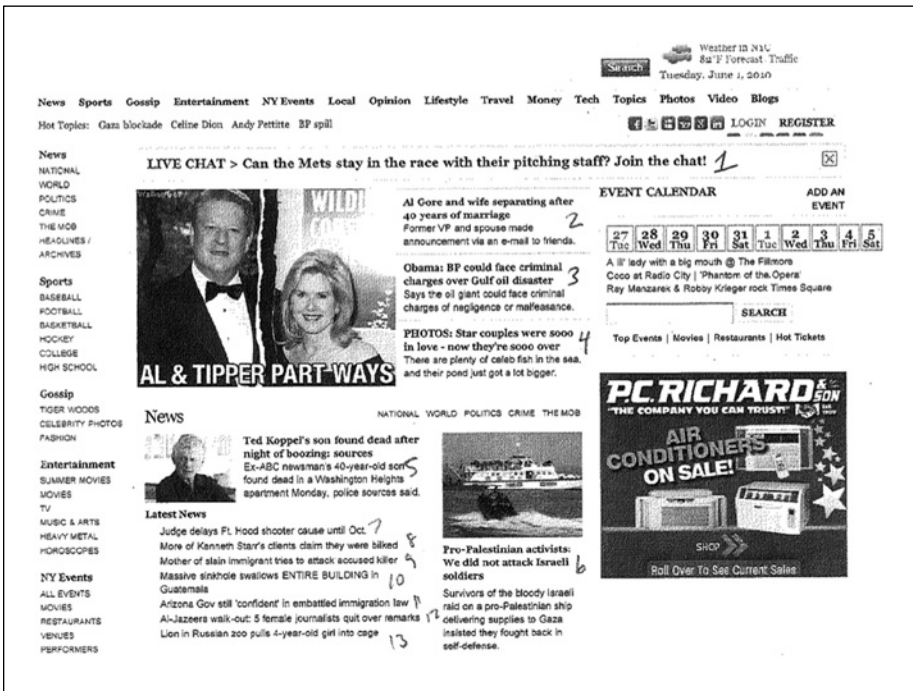 Weather in NYC
Search
82°F Forecast Traffic
Tuesday, June 1, 2010
News Sports Gossip Entertainment NY Events Local Opinion Lifestyle Travel Money Tech Topics Photos Video Blogs
Hot Topics: Gaza blockade Celine Dion Andy Pettitte BP spill
LOGIN REGISTER
News
NATIONAL
WORLD
POLITICS
CRIME
THE MOB
HEADLINES /
ARCHIVES
Sports
BASEBALL
FOOTBALL
BASKETBALL
HOCKEY
COLLEGE
HIGH SCHOOL
Gossip
TIGER WOODS
CELEBRITY PHOTOS
FASHION
Entertainment
SUMMER MOVIES
MOVIES
TV
MUSIC & ARTS
HEAVY METAL
HOROSCOPES
NY Events
ALL EVENTS
MOVIES
RESTAURANTS
VENUES
PERFORMERS
LIVE CHAT > Can the Mets stay in the race with their pitching staff? Join the chat! 1
WILD
AL & TIPPER PART WAYS
Al Gore and wife separating after
40 years of marriage 2
Former VP and spouse made
announcement via an e-mail to friends.
Obama: BP could face criminal
charges over Gulf oil disaster 3
Says the oil giant could face criminal
charges of negligence or malfeasance.
PHOTOS: Star couples were sooo
in love - now they're sooo over 4
There are plenty of celeb fish in the sea,
and their pond just got a lot bigger.
EVENT CALENDAR
ADD AN
EVENT
27 28 29 30 31 1 2 3 4 5
Tue Wed Thu Fri Sat Tue Wed Thu Fri Sat
A lil' lady with a big mouth @ The Fillmore
Coco at Radio City | 'Phantom of the Opera'
Ray Manzarek & Robby Krieger rock Times Square
SEARCH
Top Events | Movies | Restaurants | Hot Tickets
P.C. RICHARD & SON
"THE COMPANY YOU CAN TRUST!"
AIR
CONDITIONERS
ON SALE!
SHOP
Roll Over To See Current Sales
News
NATIONAL WORLD POLITICS CRIME THE MOB
Ted Koppel's son found dead after
night of boozing: sources
Ex-ABC newsman's 40-year-old son 5
found dead in a Washington Heights
apartment Monday, police sources said.
Latest News
Judge delays Ft. Hood shooter cause until Oct. 7
More of Kenneth Starr's clients claim they were bilked 8
Mother of slain immigrant tries to attack accused killer 9
Massive sinkhole swallows ENTIRE BUILDING in 10
Guatemala
Arizona Gov still 'confident' in embattled immigration law 11
Al-Jazeera walk-out: 5 female journalists quit over remarks 12
Lion in Russian zoo pulls 4-year-old girl into cage 13
Pro-Palestinian activists:
We did not attack Israeli 6
soldiers
Survivors of the bloody Israeli
raid on a pro-Palestinian ship
delivering supplies to Gaza
insisted they fought back in
self-defense.